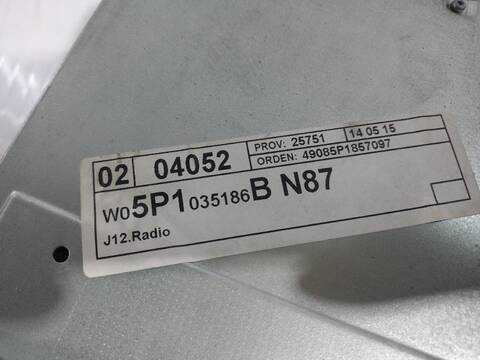 02 04052 PROV: 25751 14 05 15
ORDEN: 49085P1857097
W05P1035186B N87
J12.Radio